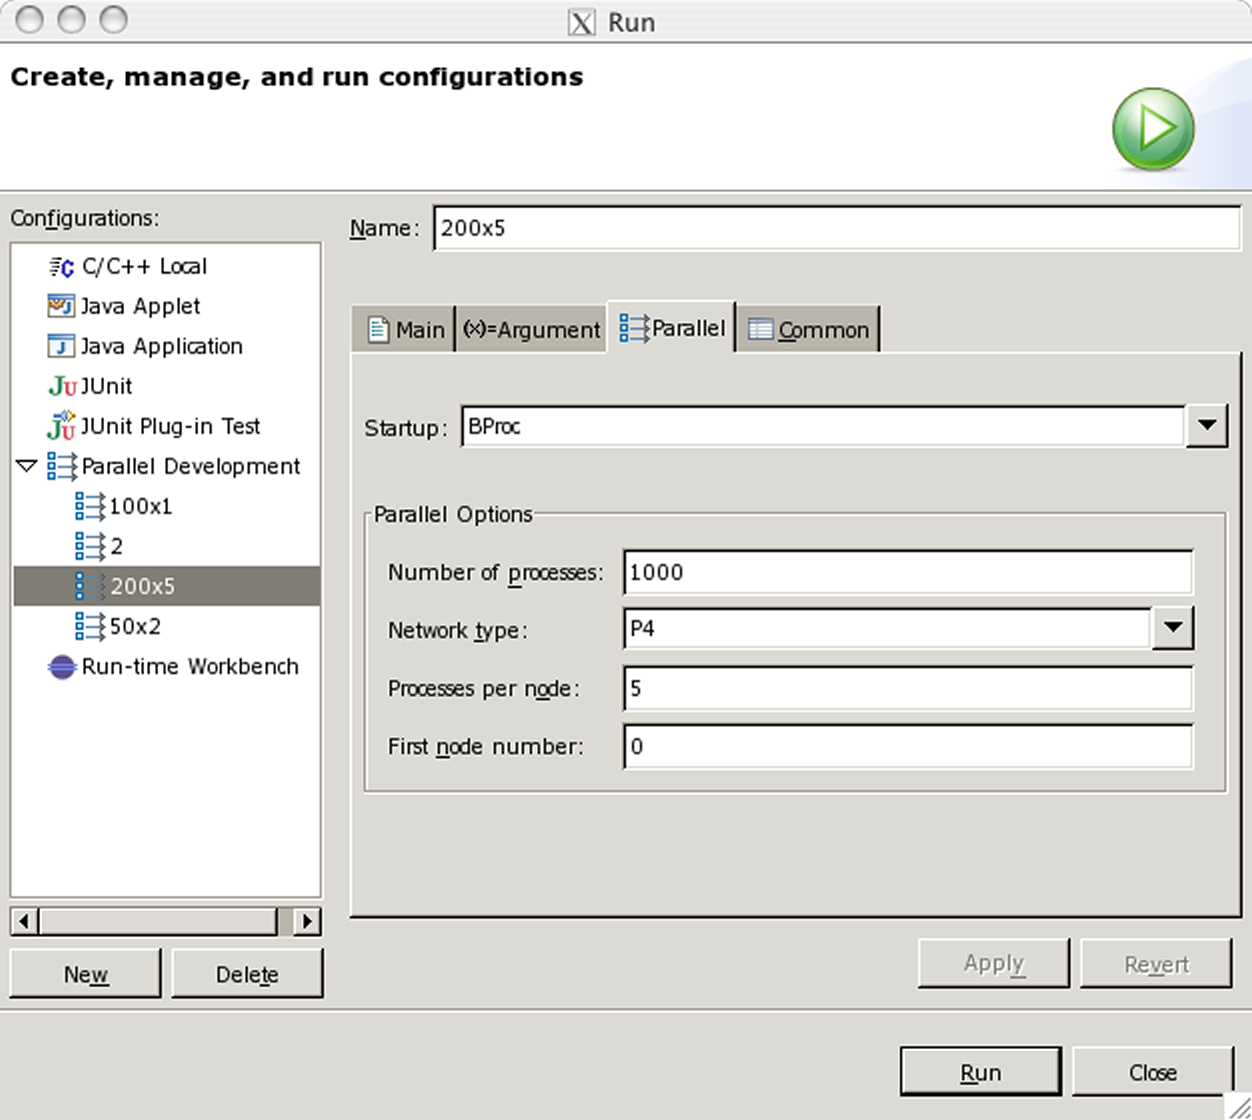 Run
Create, manage, and run configurations
Configurations:
C/C++ Local
Java Applet
Java Application
JUnit
JUnit Plug-in Test
Parallel Development
100x1
2
200x5
50x2
Run-time Workbench
New
Delete
Name: 200x5
Main (x)=Argument Parallel Common
Startup: BProc
Parallel Options
Number of processes: 1000
Network type: P4
Processes per node: 5
First node number: 0
Apply Revert
Run Close